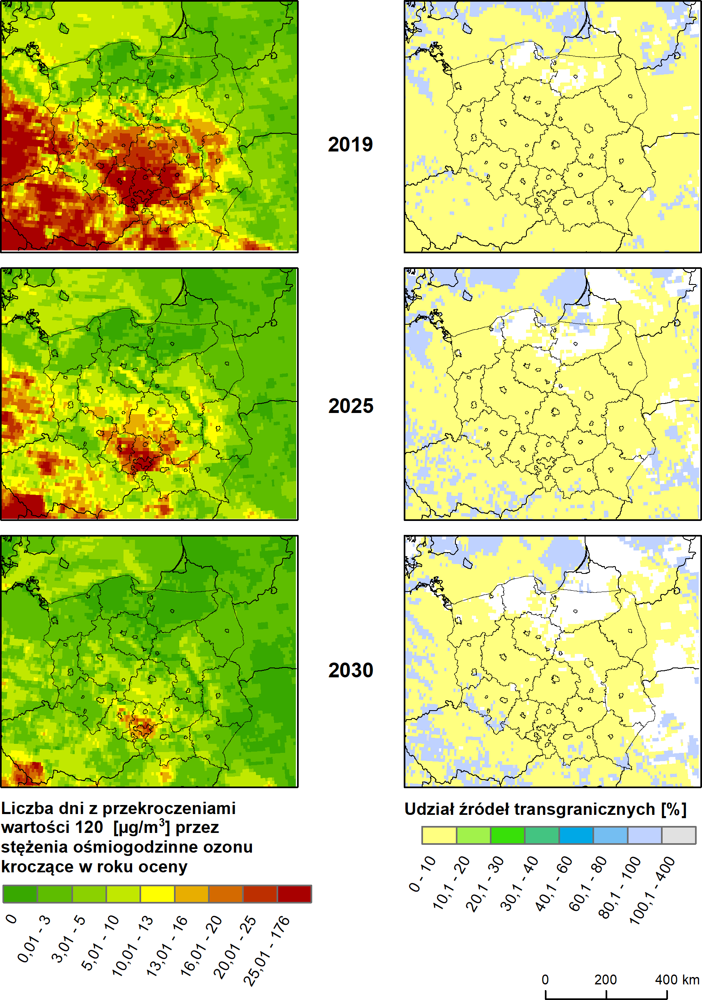 2019
2025
2030
Liczba dni z przekroczeniami
wartości 120 [µg/m³] przez
stężenia ośmiogodzinne ozonu
kroczące w roku oceny
0
0,01 - 3
3,01 - 5
5,01 - 10
10,01 - 13
13,01 - 16
16,01 - 20
20,01 - 25
25,01 - 176
Udział źródeł transgranicznych [%]
0 - 10
10,1 - 20
20,1 - 30
30,1 - 40
40,1 - 60
60,1 - 80
80,1 - 100
100,1 - 400
0 200 400 km